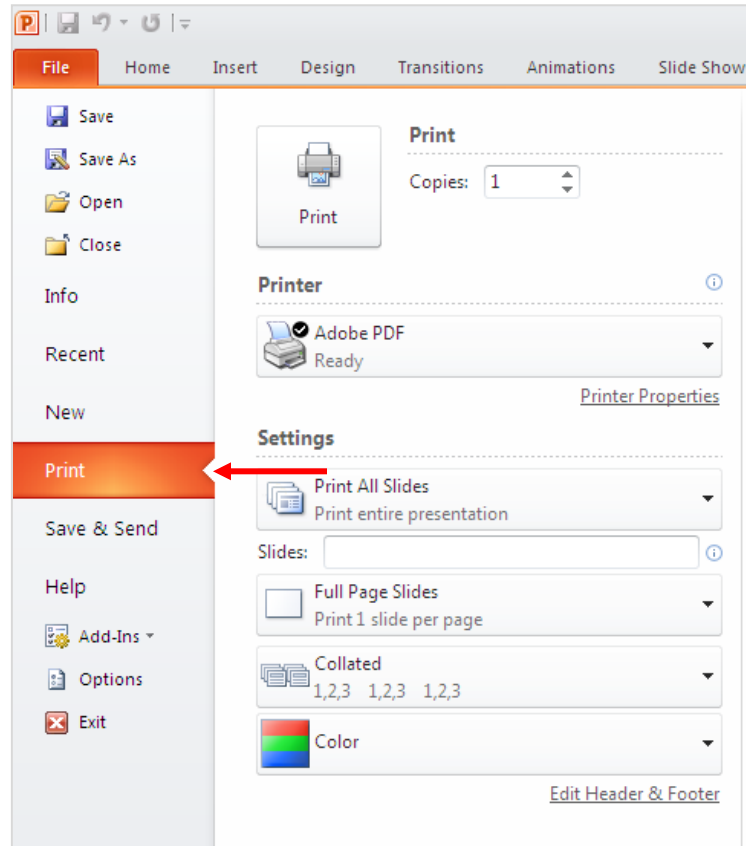 P
File Home Insert Design Transitions Animations Slide Show
Save
Save As
Open
Close
Info
Recent
New
Print
Save & Send
Help
Add-Ins
Options
Exit
Print
Print
Copies: 1
Printer
Adobe PDF
Ready
Printer Properties
Settings
Print All Slides
Print entire presentation
Slides:
Full Page Slides
Print 1 slide per page
Collated
1,2,3 1,2,3 1,2,3
Color
Edit Header & Footer